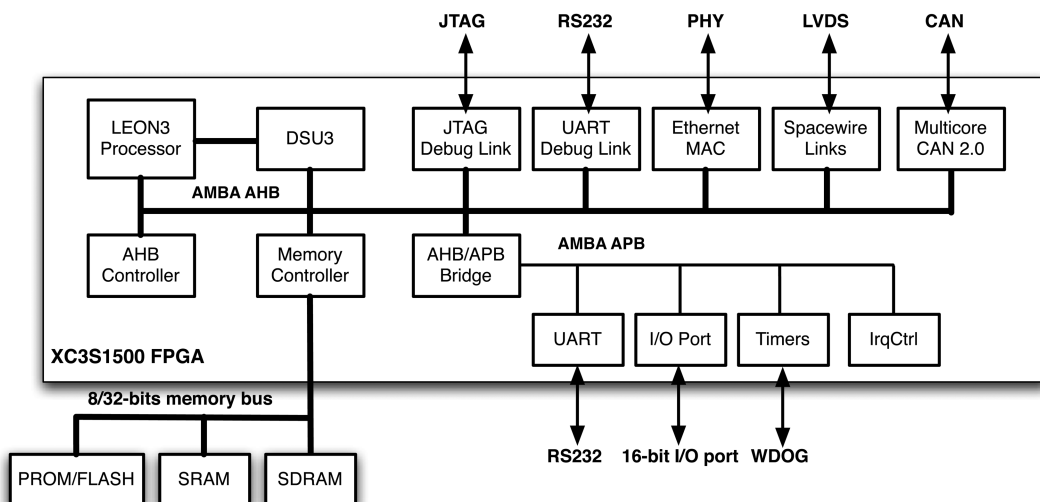 JTAG RS232 PHY LVDS CAN
LEON3
Processor
DSU3
JTAG
Debug Link
UART
Debug Link
Ethernet
MAC
Spacewire
Links
Multicore
CAN 2.0
AMBA AHB
AHB
Controller
Memory
Controller
AHB/APB
Bridge
AMBA APB
UART
I/O Port
Timers
IrqCtrl
XC3S1500 FPGA
8/32-bits memory bus
RS232 16-bit I/O port WDOG
PROM/FLASH
SRAM
SDRAM